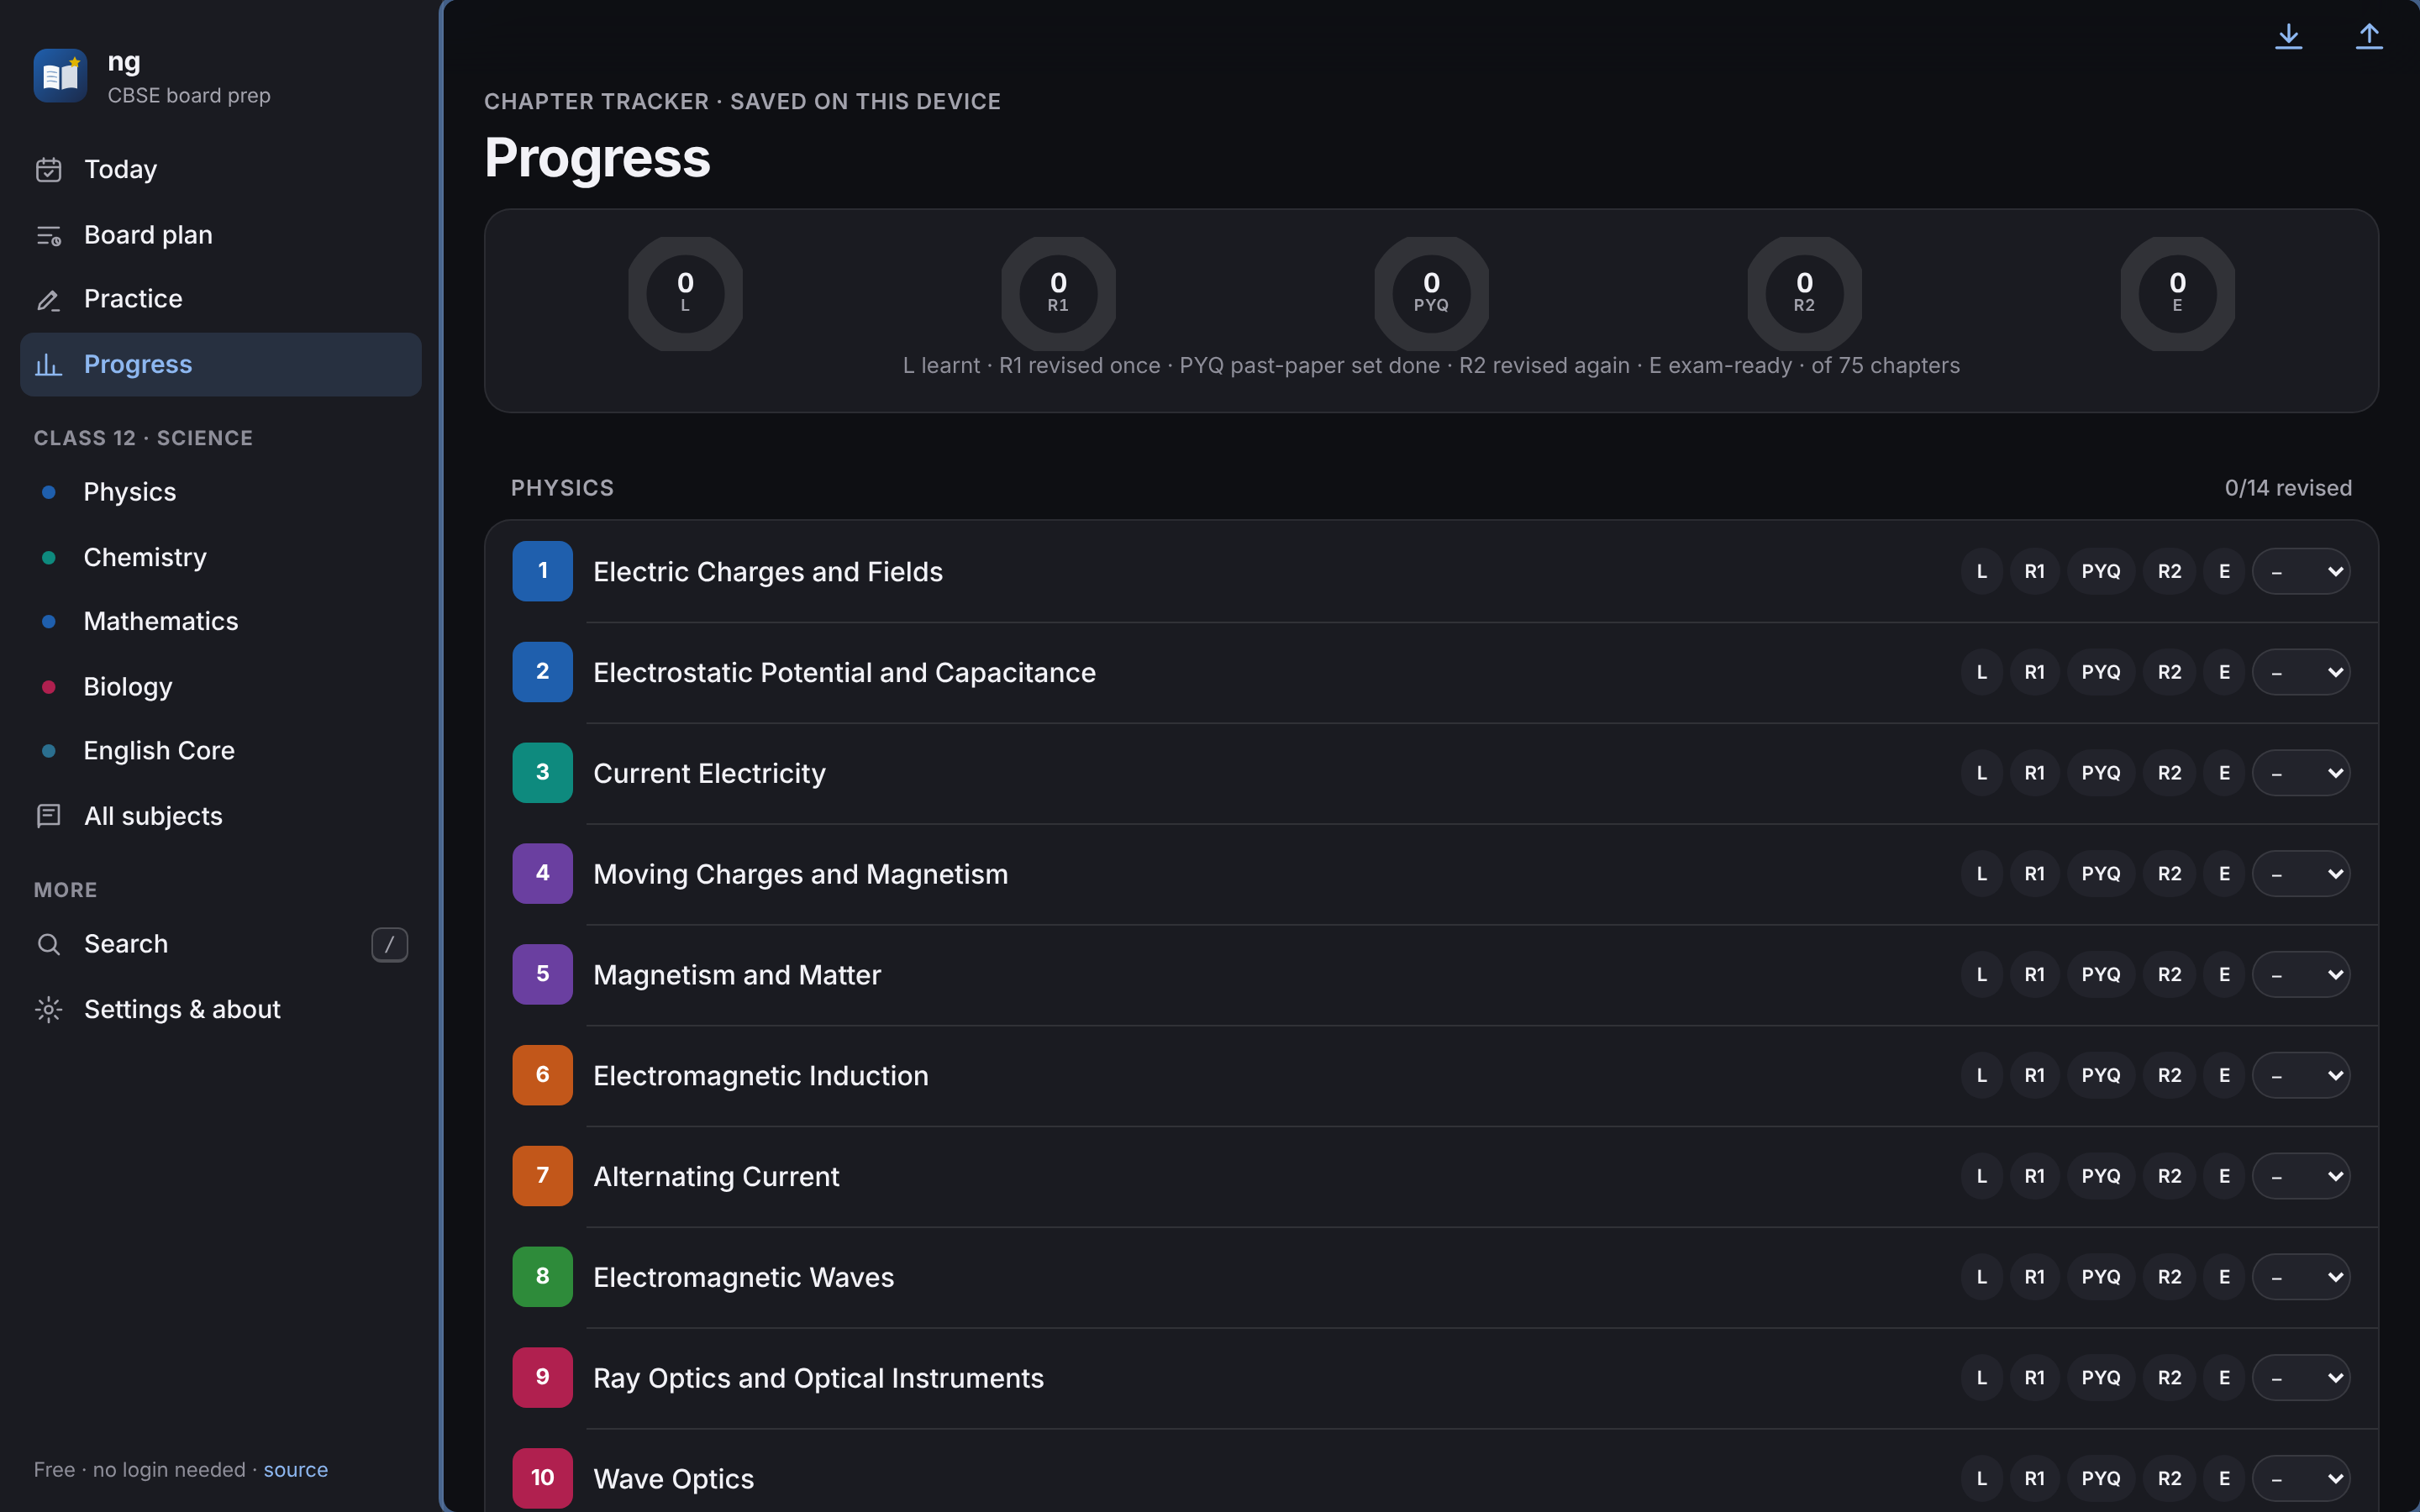 ng
CBSE board prep
Today
Board plan
Practice
Progress
CLASS 12 · SCIENCE
Physics
Chemistry
Mathematics
Biology
English Core
All subjects
MORE
Search /
Settings & about
Free · no login needed · source
CHAPTER TRACKER · SAVED ON THIS DEVICE
Progress
0 0 0 0 0
L R1 PYQ R2 E
L learnt · R1 revised once · PYQ past-paper set done · R2 revised again · E exam-ready · of 75 chapters
PHYSICS 0/14 revised
1 Electric Charges and Fields L R1 PYQ R2 E –
2 Electrostatic Potential and Capacitance L R1 PYQ R2 E –
3 Current Electricity L R1 PYQ R2 E –
4 Moving Charges and Magnetism L R1 PYQ R2 E –
5 Magnetism and Matter L R1 PYQ R2 E –
6 Electromagnetic Induction L R1 PYQ R2 E –
7 Alternating Current L R1 PYQ R2 E –
8 Electromagnetic Waves L R1 PYQ R2 E –
9 Ray Optics and Optical Instruments L R1 PYQ R2 E –
10 Wave Optics L R1 PYQ R2 E –